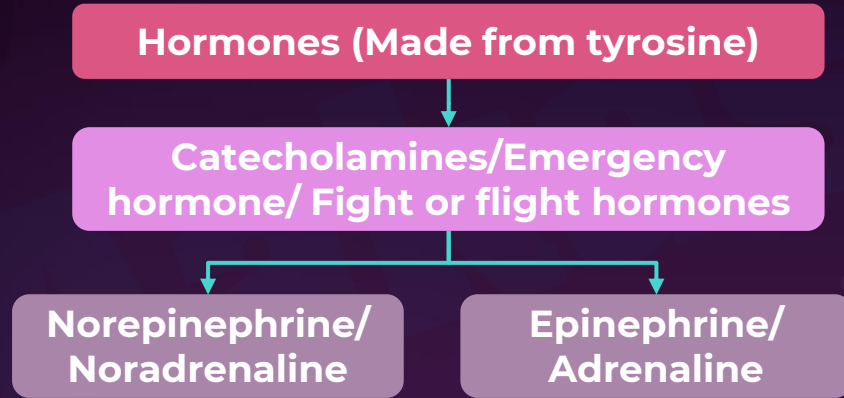 Hormones (Made from tyrosine)
Catecholamines/Emergency
hormone/ Fight or flight hormones
Norepinephrine/
Noradrenaline
Epinephrine/
Adrenaline